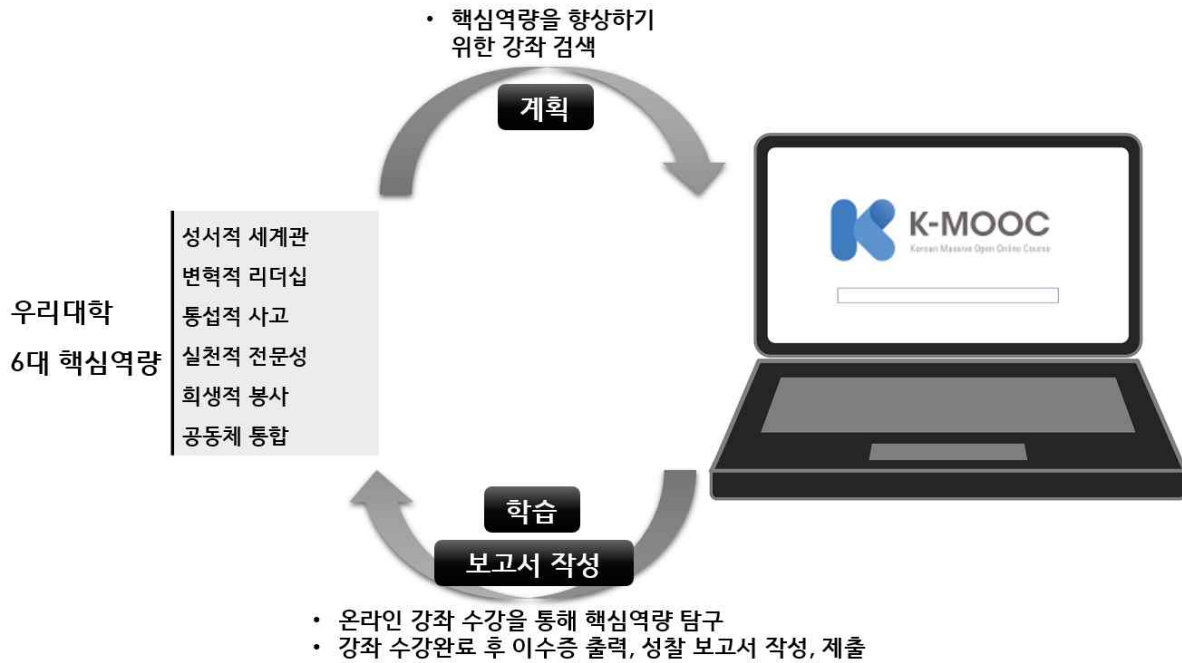 • 핵심역량을 향상하기
위한 강좌 검색
계획
K-MOOC
Korean Massive Open Online Course
우리대학
6대 핵심역량
성서적 세계관
변혁적 리더십
통섭적 사고
실천적 전문성
희생적 봉사
공동체 통합
학습
보고서 작성
• 온라인 강좌 수강을 통해 핵심역량 탐구
• 강좌 수강완료 후 이수증 출력, 성찰 보고서 작성, 제출